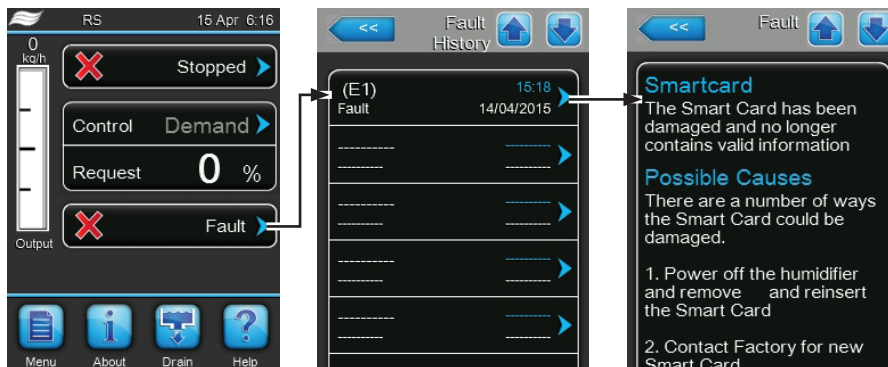 RS 15 Apr 6:16
0
kg/h
Stopped
Control Demand
Request 0 %
Fault
Output
Menu About Drain Help
<<
Fault
History
(E1) 15:18
Fault 14/04/2015
---------- ----------
---------- ----------
---------- ----------
---------- ----------
---------- ----------
---------- ----------
---------- ----------
---------- ----------
<<
Fault
Smartcard
The Smart Card has been
damaged and no longer
contains valid information
Possible Causes
There are a number of ways
the Smart Card could be
damaged.
1. Power off the humidifier
and remove and reinsert
the Smart Card
2. Contact Factory for new
Smart Card